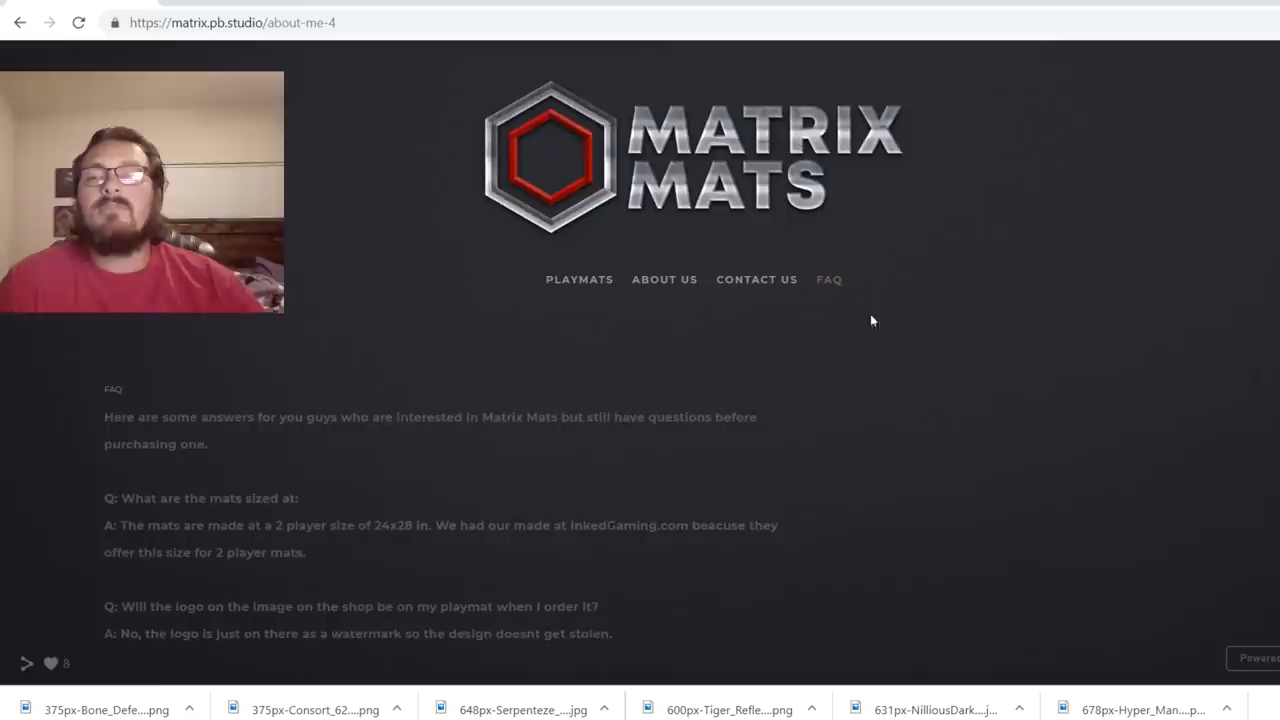 https://matrix.pb.studio/about-me-4
MATRIX
MATS
PLAYMATS ABOUT US CONTACT US FAQ
FAQ
Here are some answers for you guys who are interested in Matrix Mats but still have questions before
purchasing one.
Q: What are the mats sized at:
A: The mats are made at a 2 player size of 24x28 in. We had our made at InkedGaming.com beacuse they
offer this size for 2 player mats.
Q: Will the logo on the image on the shop be on my playmat when I order it?
A: No, the logo is just on there as a watermark so the design doesnt get stolen.
8
Powered
375px-Bone_Defe....png 375px-Consort_62....png 648px-Serpenteze_....jpg 600px-Tiger_Refle....png 631px-NilliousDark....j... 678px-Hyper_Man....p...